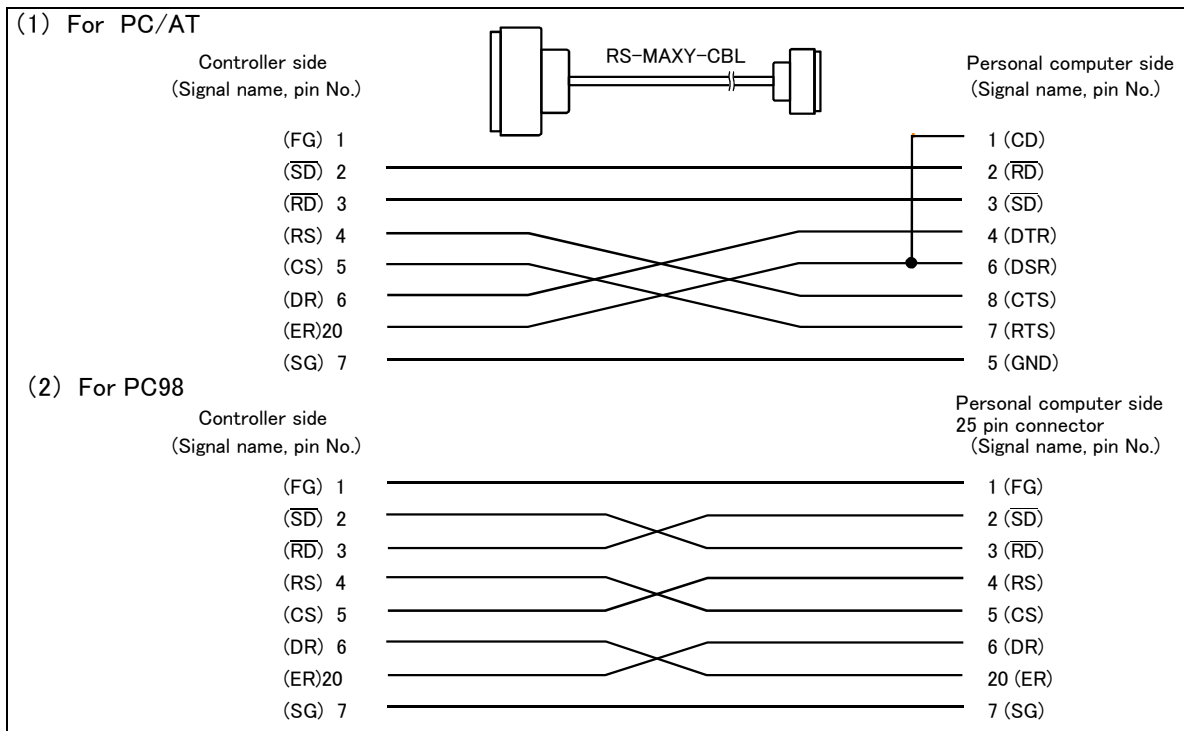 (1) For PC/AT
RS-MAXY-CBL
Controller side
(Signal name, pin No.)
Personal computer side
(Signal name, pin No.)
(FG) 1
1 (CD)
(SD) 2
2 (RD)
(RD) 3
3 (SD)
(RS) 4
4 (DTR)
(CS) 5
6 (DSR)
(DR) 6
8 (CTS)
(ER)20
7 (RTS)
(SG) 7
5 (GND)
(2) For PC98
Controller side
(Signal name, pin No.)
Personal computer side
25 pin connector
(Signal name, pin No.)
(FG) 1
1 (FG)
(SD) 2
2 (SD)
(RD) 3
3 (RD)
(RS) 4
4 (RS)
(CS) 5
5 (CS)
(DR) 6
6 (DR)
(ER)20
20 (ER)
(SG) 7
7 (SG)